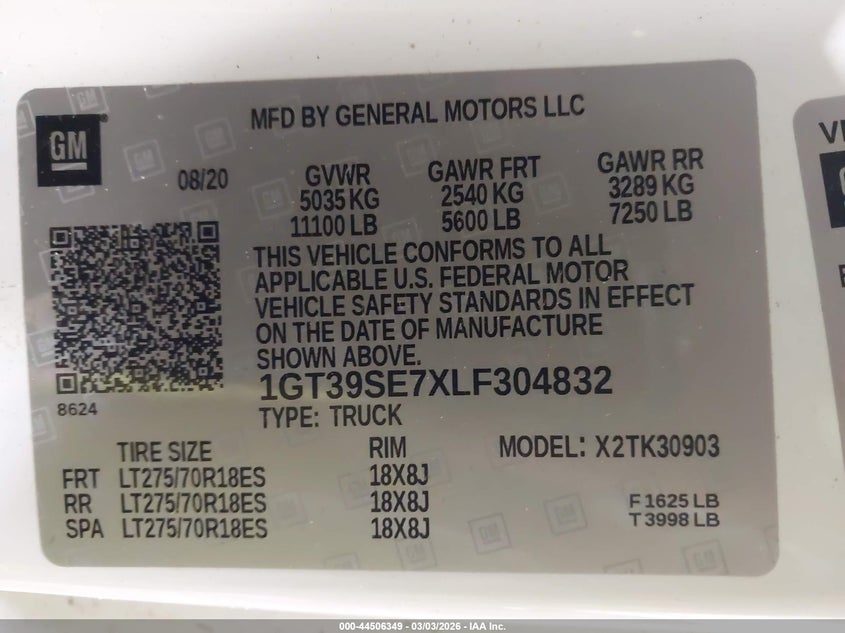 MFD BY GENERAL MOTORS LLC
GM
08/20
GVWR GAWR FRT GAWR RR
5035 KG 2540 KG 3289 KG
11100 LB 5600 LB 7250 LB
THIS VEHICLE CONFORMS TO ALL
APPLICABLE U.S. FEDERAL MOTOR
VEHICLE SAFETY STANDARDS IN EFFECT
ON THE DATE OF MANUFACTURE
SHOWN ABOVE.
1GT39SE7XLF304832
8624
TYPE: TRUCK
TIRE SIZE RIM MODEL: X2TK30903
FRT LT275/70R18ES 18X8J
RR LT275/70R18ES 18X8J F 1625 LB
SPA LT275/70R18ES 18X8J T 3998 LB
000-44506349 - 03/03/2026 - IAA Inc.